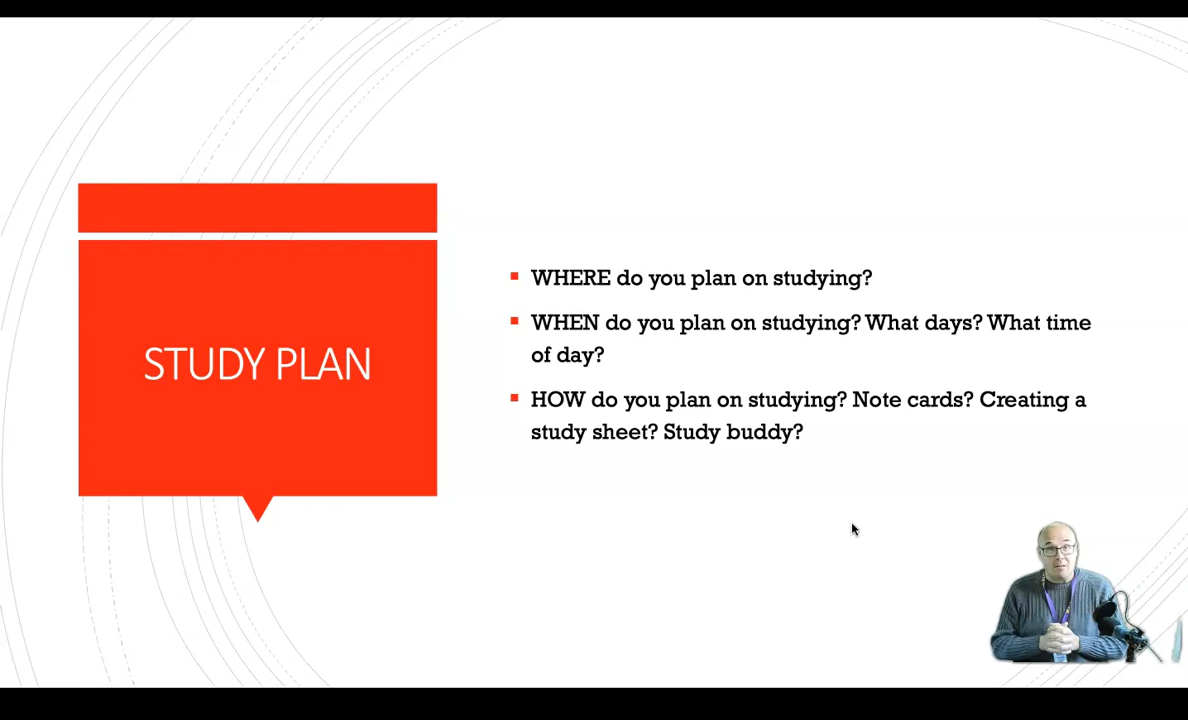 STUDY PLAN
WHERE do you plan on studying?
WHEN do you plan on studying? What days? What time
of day?
HOW do you plan on studying? Note cards? Creating a
study sheet? Study buddy?